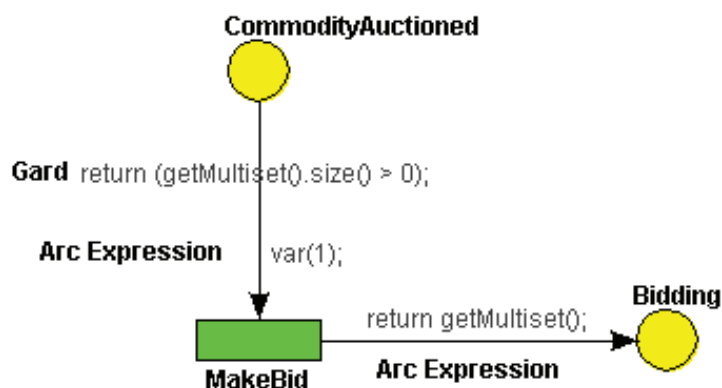 CommodityAuctioned
Gard return (getMultiset().size() > 0);
Arc Expression var(1);
Bidding
return getMultiset();
MakeBid
Arc Expression